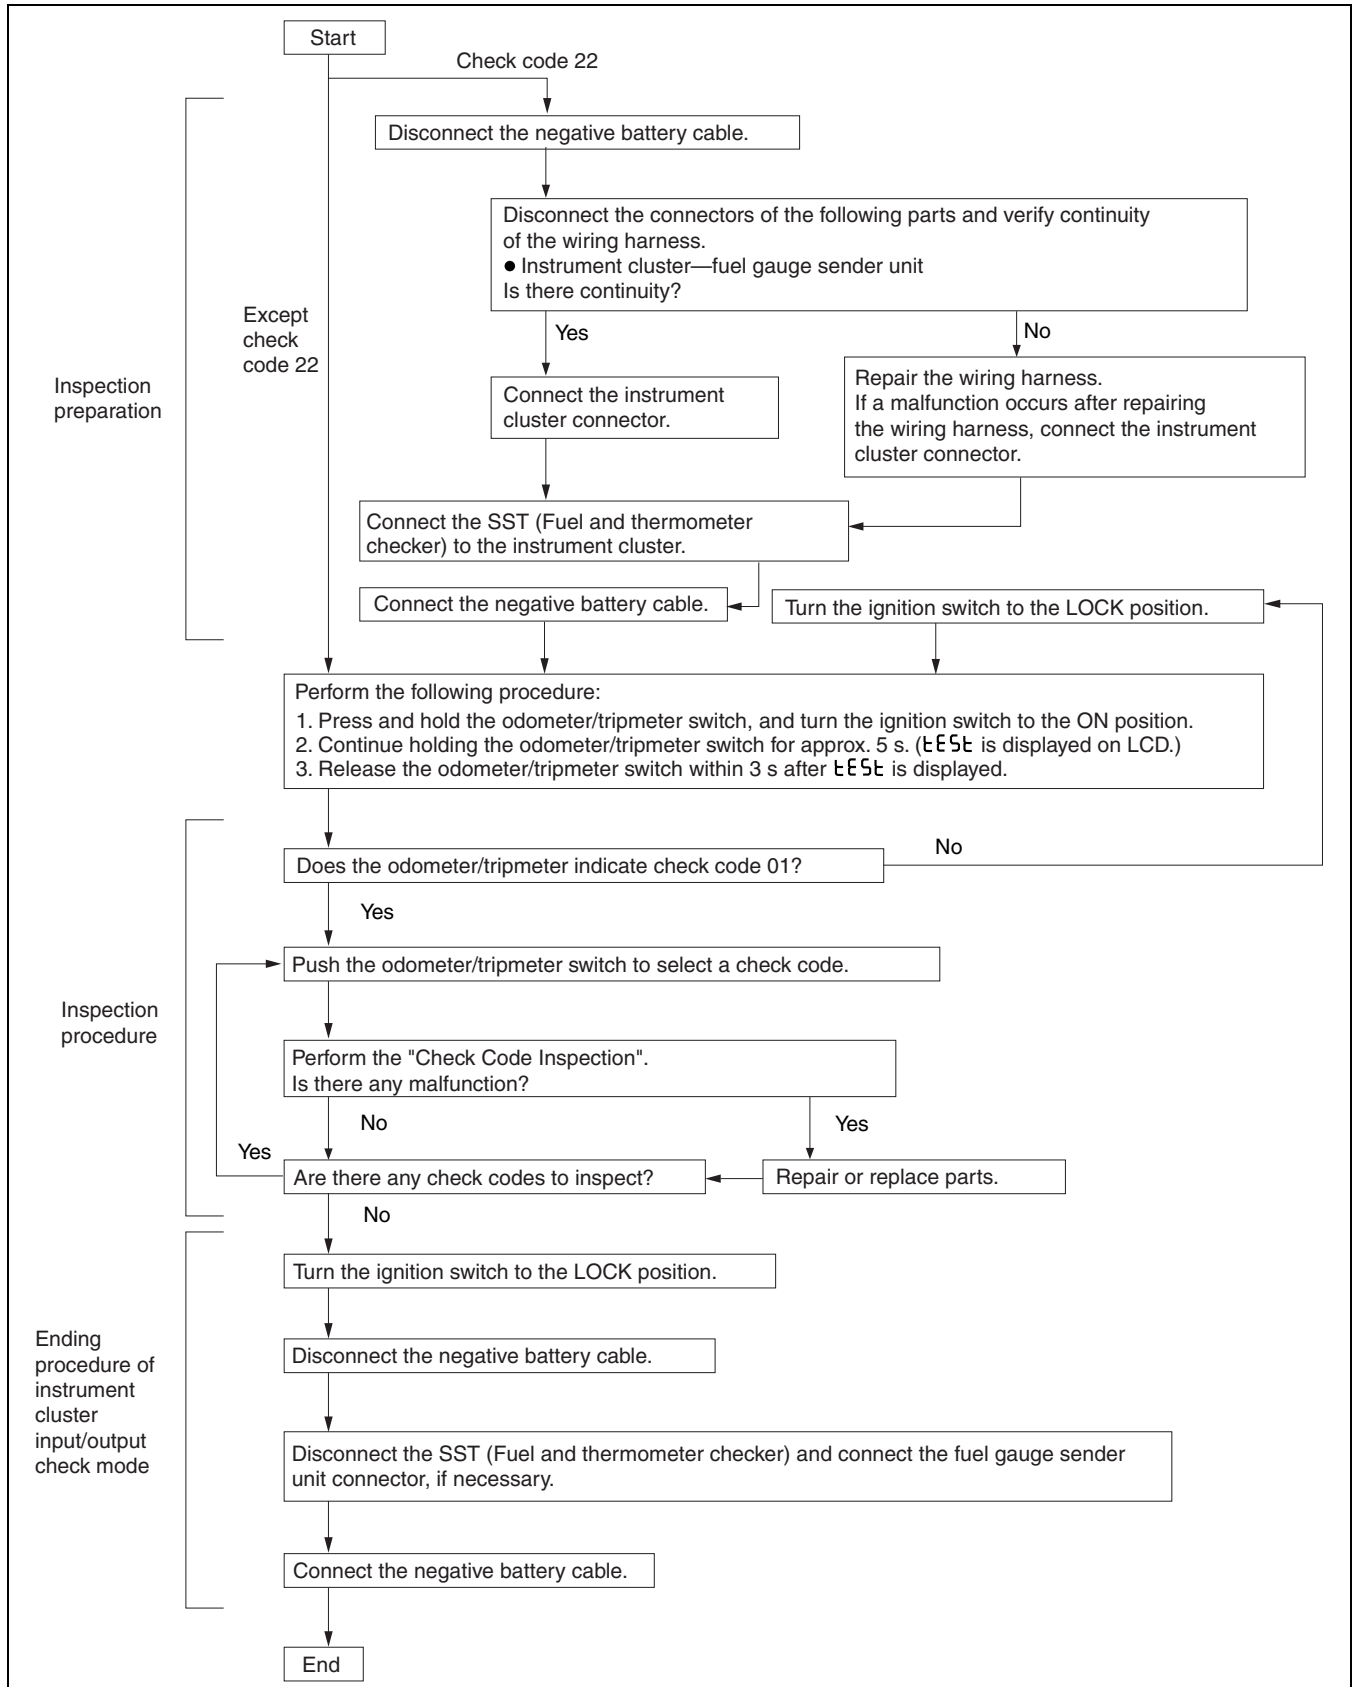 Start
Check code 22
Disconnect the negative battery cable.
Disconnect the connectors of the following parts and verify continuity
of the wiring harness.
● Instrument cluster—fuel gauge sender unit
Is there continuity?
Except
check
code 22
Yes
No
Inspection
preparation
Connect the instrument
cluster connector.
Repair the wiring harness.
If a malfunction occurs after repairing
the wiring harness, connect the instrument
cluster connector.
Connect the SST (Fuel and thermometer
checker) to the instrument cluster.
Connect the negative battery cable.
Turn the ignition switch to the LOCK position.
Perform the following procedure:
1. Press and hold the odometer/tripmeter switch, and turn the ignition switch to the ON position.
2. Continue holding the odometer/tripmeter switch for approx. 5 s. (tESt is displayed on LCD.)
3. Release the odometer/tripmeter switch within 3 s after tESt is displayed.
Does the odometer/tripmeter indicate check code 01?
No
Yes
Push the odometer/tripmeter switch to select a check code.
Inspection
procedure
Perform the "Check Code Inspection".
Is there any malfunction?
No
Yes
Yes
Are there any check codes to inspect?
Repair or replace parts.
No
Turn the ignition switch to the LOCK position.
Ending
procedure of
instrument
cluster
input/output
check mode
Disconnect the negative battery cable.
Disconnect the SST (Fuel and thermometer checker) and connect the fuel gauge sender
unit connector, if necessary.
Connect the negative battery cable.
End